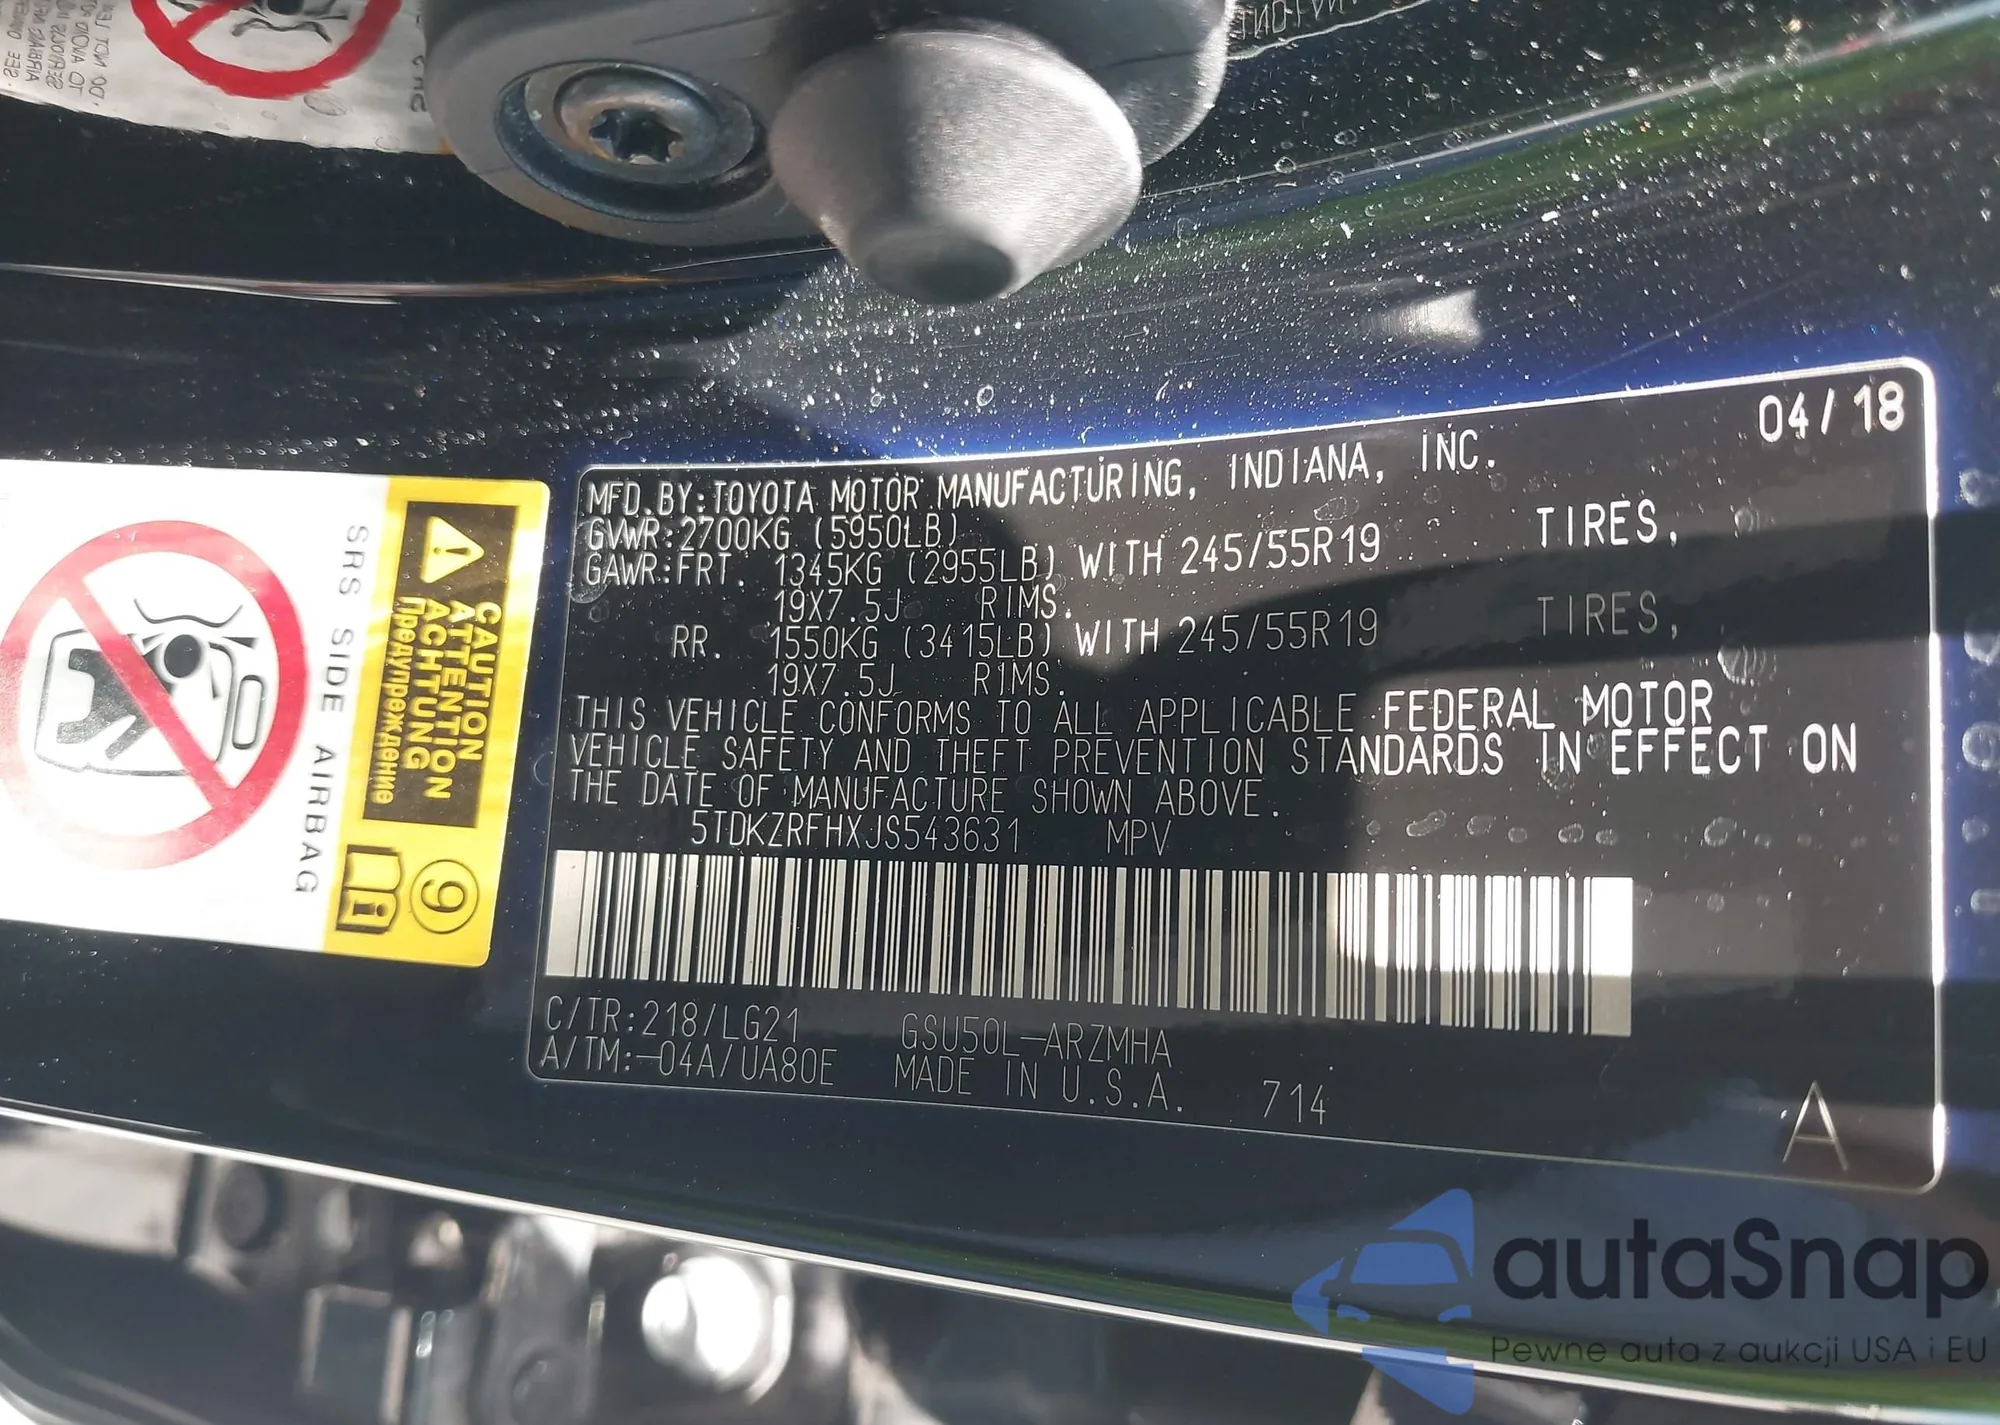 04/18
MFD.BY:TOYOTA MOTOR MANUFACTURING, INDIANA, INC.
GVWR:2700KG (5950LB)
GAWR:FRT. 1345KG (2955LB) WITH 245/55R19 TIRES,
19X7.5J RIMS.
RR. 1550KG (3415LB) WITH 245/55R19 TIRES,
19X7.5J RIMS.
THIS VEHICLE CONFORMS TO ALL APPLICABLE FEDERAL MOTOR
VEHICLE SAFETY AND THEFT PREVENTION STANDARDS IN EFFECT ON
THE DATE OF MANUFACTURE SHOWN ABOVE.
5TDKZRFHXJS543631 MPV
C/TR:218/LG21 GSU50L-ARZMHA
A/TM:-04A/UA80E MADE IN U.S.A. 714
A
CAUTION
ATTENTION
ACHTUNG
Предупреждение
9
SRS SIDE AIRBAG
autaSnap
Pewne auta z aukcji USA i EU